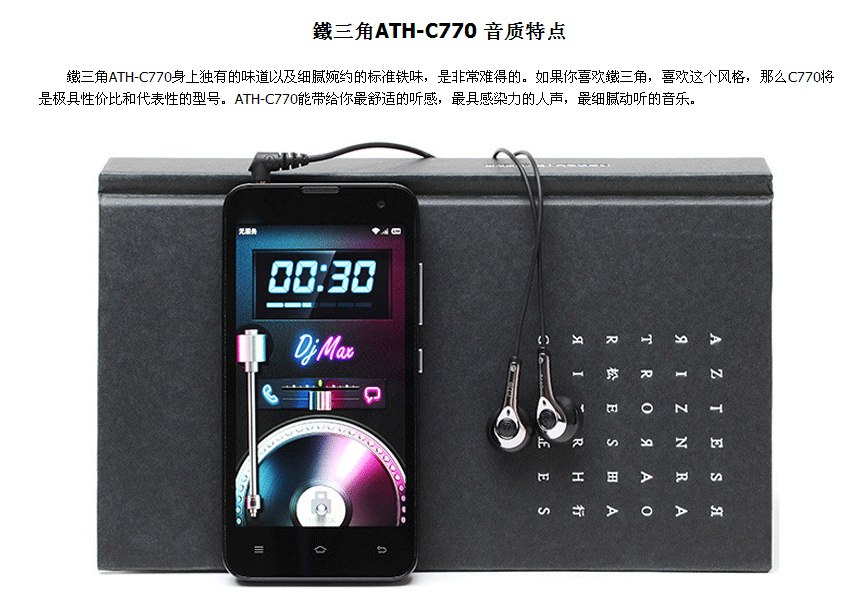 鐵三角ATH-C770 音质特点
鐵三角ATH-C770身上独有的味道以及细腻婉约的标准铁味，是非常难得的。如果你喜欢鐵三角，喜欢这个风格，那么C770将
是极具性价比和代表性的型号。ATH-C770能带给你最舒适的听感，最具感染力的人声，最细腻动听的音乐。
无服务
00:30
Dj Max
A Z T E S Я
Я I Z N R A
T R O Я A O
R 松 E S 田 A
Я I T R H 行
E S